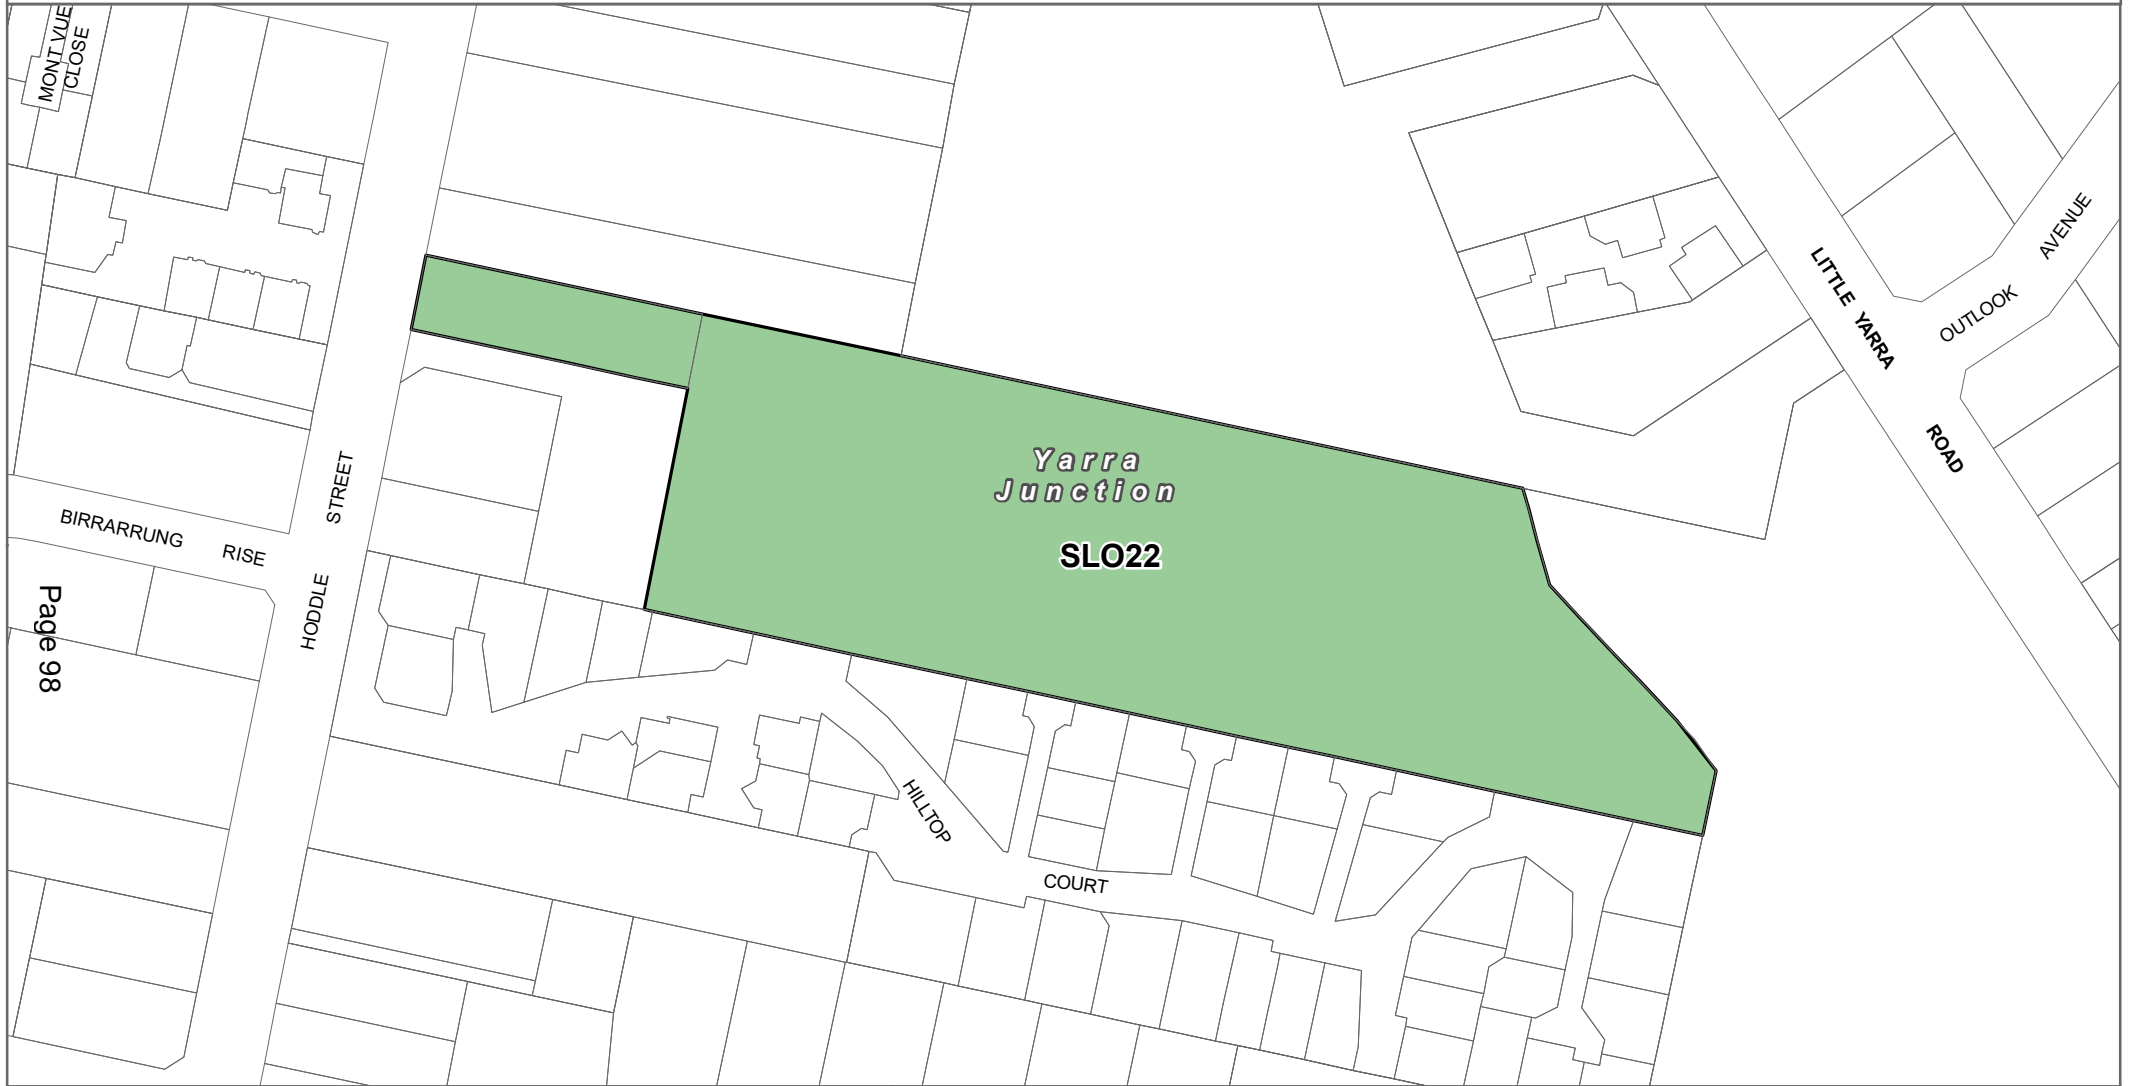 MONT VUE
CLOSE
AVENUE
OUTLOOK
LITTLE YARRA
ROAD
Yarra
Junction
SLO22
STREET
HODDLE
BIRRARRUNG RISE
Page 98
HILLTOP
COURT